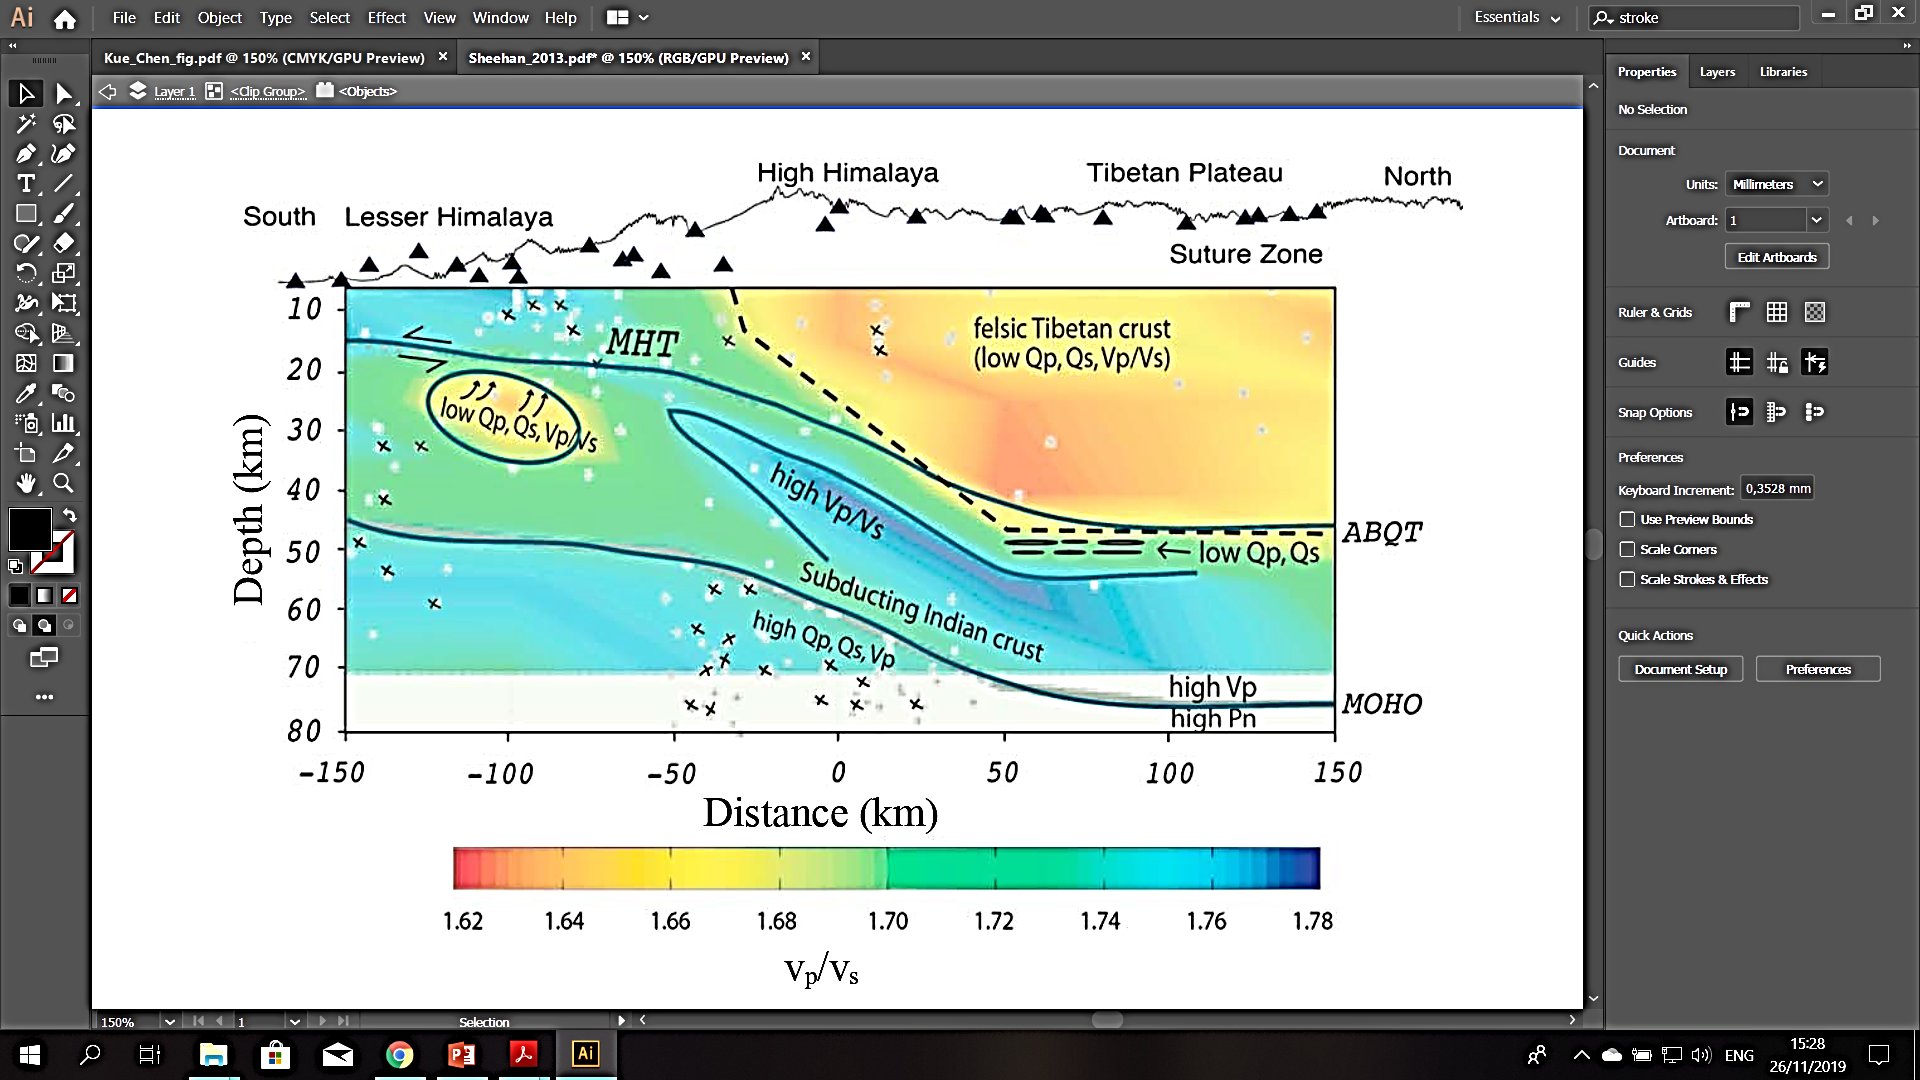 Ai File Edit Object Type Select Effect View Window Help Essentials stroke
Kue_Chen_fig.pdf @ 150% (CMYK/GPU Preview) × Sheehan_2013.pdf* @ 150% (RGB/GPU Preview) ×
Layer 1 <Clip Group> <Objects>
High Himalaya Tibetan Plateau North
South Lesser Himalaya
Suture Zone
Depth (km)
10
20
30
40
50
60
70
80
MHT
felsic Tibetan crust
(low Qp, Qs, Vp/Vs)
low Qp, Qs, Vp/Vs
high Vp/Vs
ABQT
low Qp, Qs
Subducting Indian crust
high Qp, Qs, Vp
high Vp
MOHO
high Pn
-150 -100 -50 0 50 100 150
Distance (km)
1.62 1.64 1.66 1.68 1.70 1.72 1.74 1.76 1.78
vp/vs
150% 1 Selection
Properties Layers Libraries
No Selection
Document
Units: Millimeters
Artboard: 1
Edit Artboards
Ruler & Grids
Guides
Snap Options
Preferences
Keyboard Increment: 0,3528 mm
Use Preview Bounds
Scale Corners
Scale Strokes & Effects
Quick Actions
Document Setup Preferences
Ai ENG 15:28
26/11/2019